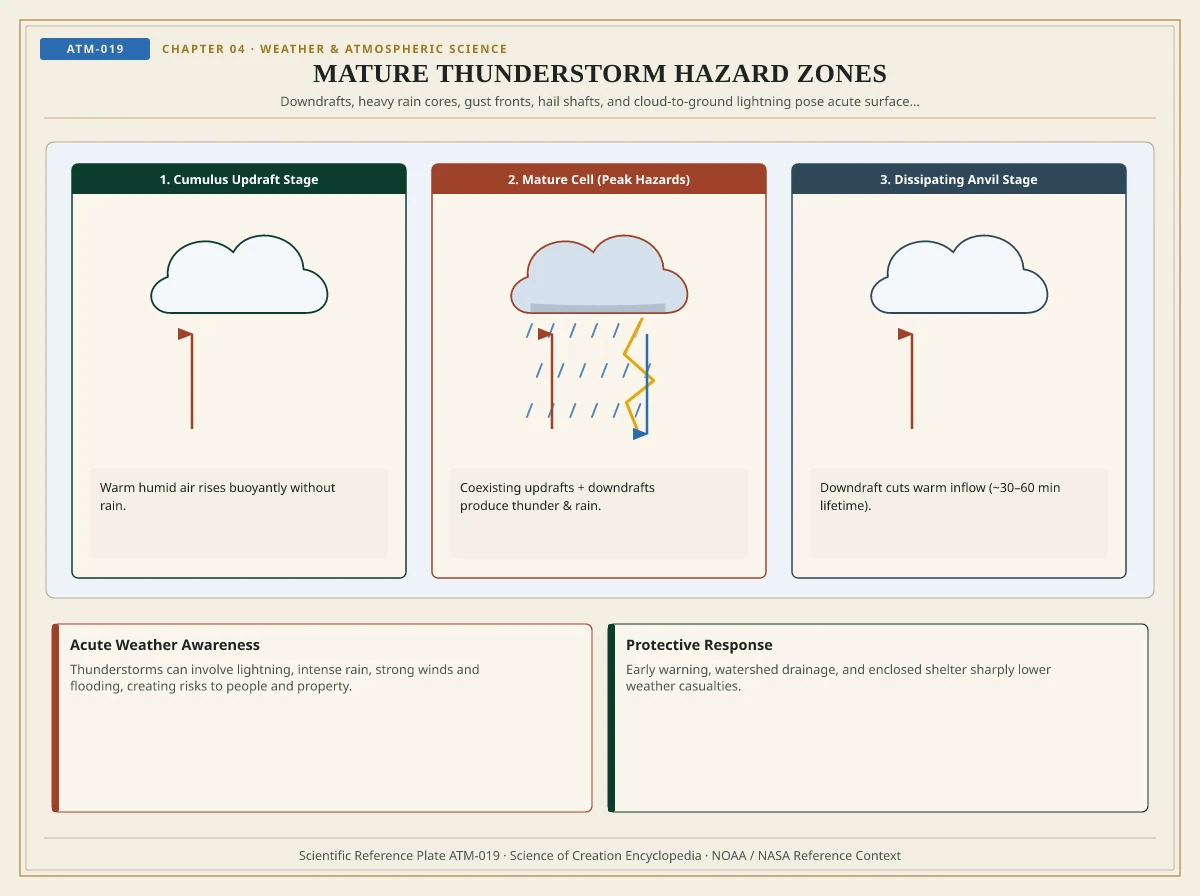 ATM-019
CHAPTER 04 · WEATHER & ATMOSPHERIC SCIENCE
MATURE THUNDERSTORM HAZARD ZONES
Downdrafts, heavy rain cores, gust fronts, hail shafts, and cloud-to-ground lightning pose acute surface...
1. Cumulus Updraft Stage
Warm humid air rises buoyantly without
rain.
2. Mature Cell (Peak Hazards)
Coexisting updrafts + downdrafts
produce thunder & rain.
3. Dissipating Anvil Stage
Downdraft cuts warm inflow (~30–60 min
lifetime).
Acute Weather Awareness
Thunderstorms can involve lightning, intense rain, strong winds and
flooding, creating risks to people and property.
Protective Response
Early warning, watershed drainage, and enclosed shelter sharply lower
weather casualties.
Scientific Reference Plate ATM-019 · Science of Creation Encyclopedia · NOAA / NASA Reference Context